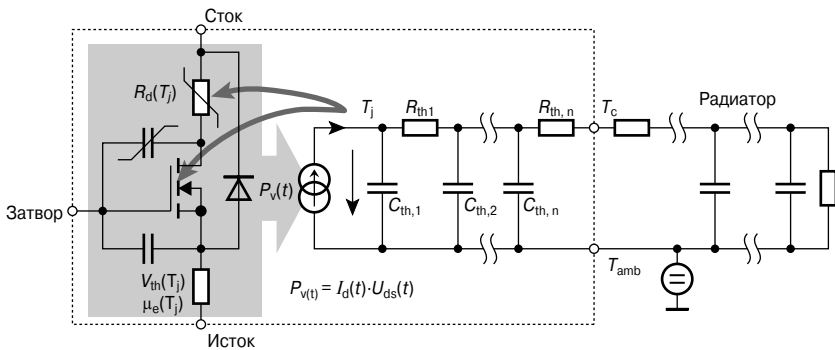 Сток
R_d(T_j)
T_j
R_th1
R_th, n
T_c
Радиатор
Затвор
P_v(t)
C_th,1
C_th,2
C_th, n
V_th(T_j)
μ_e(T_j)
P_v(t) = I_d(t)·U_ds(t)
T_amb
Исток